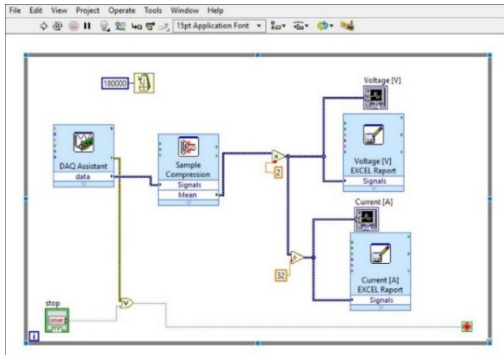 File Edit View Project Operate Tools Window Help
15pt Application Font
180000
Voltage [V]
DAQ Assistant
data
Sample
Compression
Signals
Mean
2
Voltage [V]
EXCEL Raport
Signals
Current [A]
32
Current [A]
EXCEL Raport
Signals
stop
STOP
i